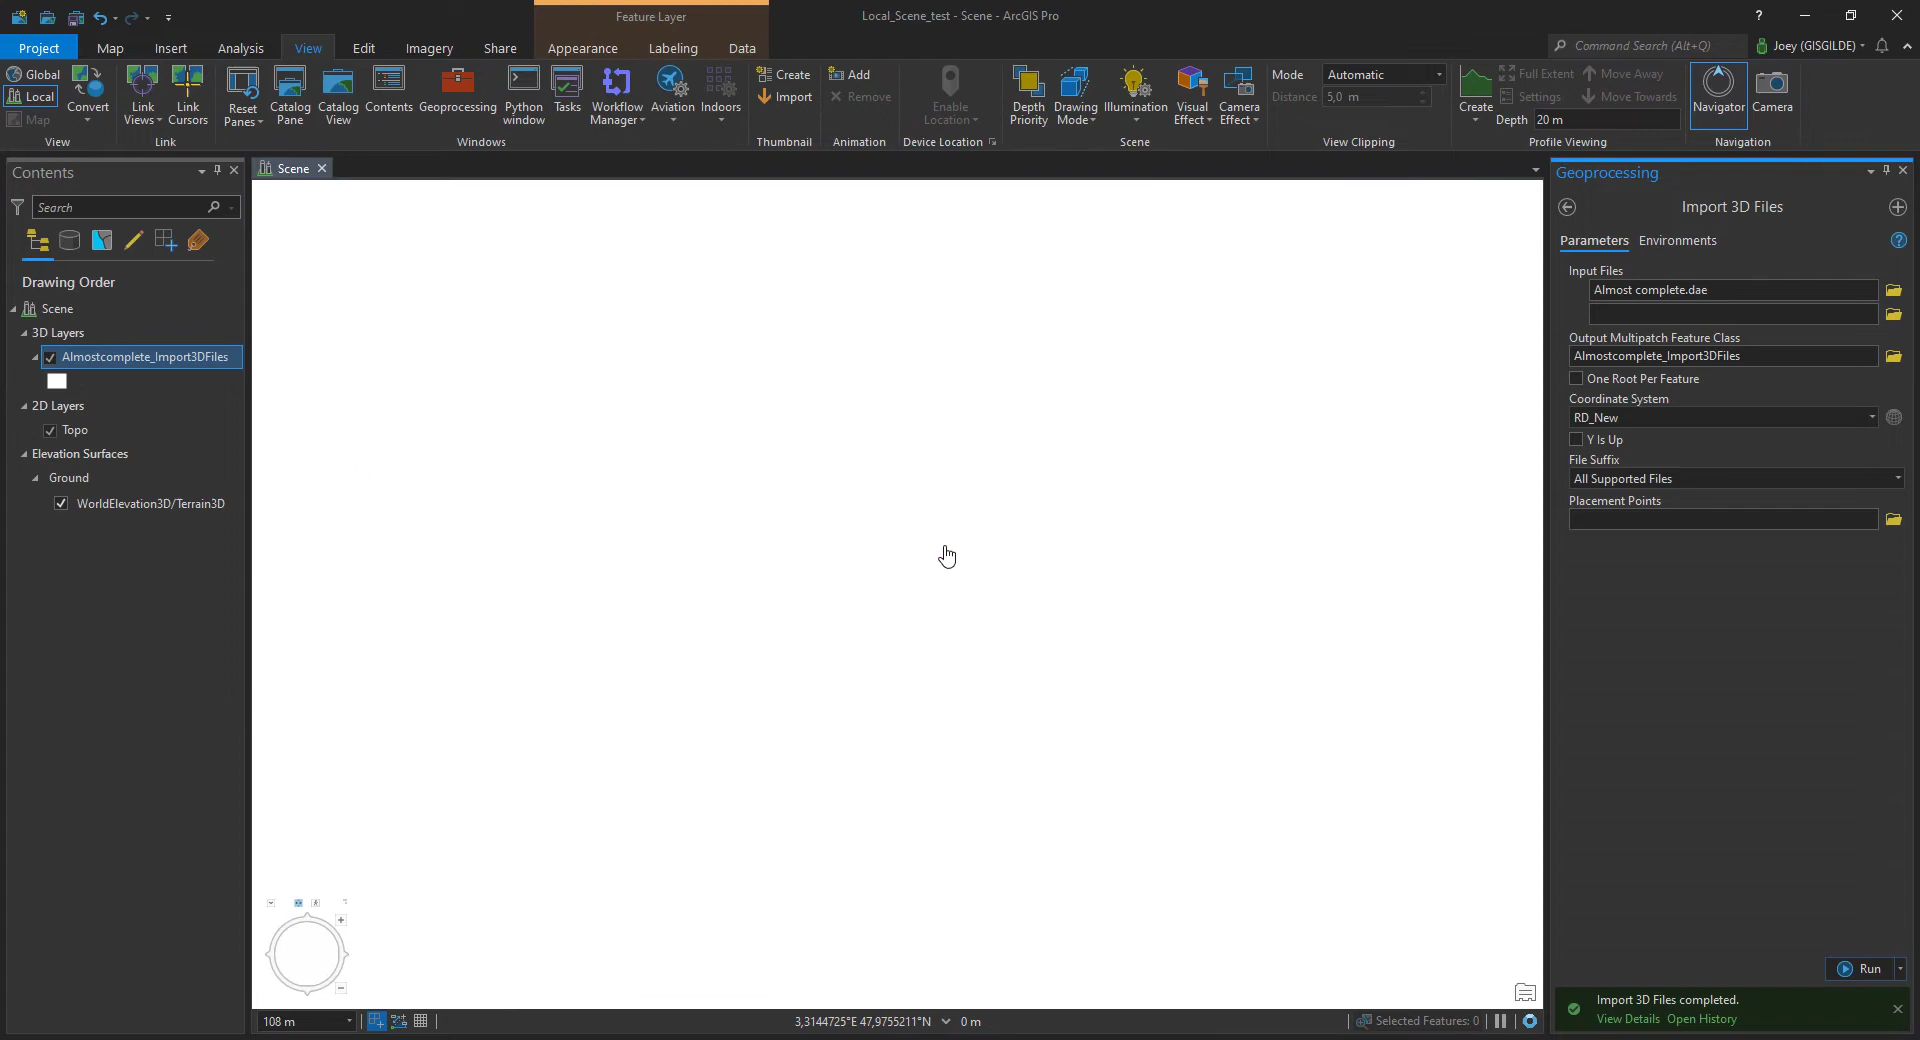 Feature Layer
Local_Scene_test - Scene - ArcGIS Pro
?
Project
Map
Insert
Analysis
View
Edit
Imagery
Share
Appearance
Labeling
Data
Command Search (Alt+Q)
Joey (GISGILDE)
Global
Local
Map
Convert
View
Link
Views
Link
Cursors
Link
Reset
Panes
Catalog
Pane
Catalog
View
Contents
Geoprocessing
Python
window
Tasks
Workflow
Manager
Aviation
Indoors
Windows
Create
Import
Thumbnail
Add
Remove
Animation
Enable
Location
Device Location
Depth
Priority
Drawing
Mode
Illumination
Visual
Effect
Camera
Effect
Scene
Mode
Automatic
Distance
5,0 m
View Clipping
Create
Full Extent
Move Away
Settings
Move Towards
Depth
20 m
Profile Viewing
Navigator
Camera
Navigation
Contents
Search
Drawing Order
Scene
3D Layers
Almostcomplete_Import3DFiles
2D Layers
Topo
Elevation Surfaces
Ground
WorldElevation3D/Terrain3D
Scene
108 m
3,3144725°E 47,9755211°N
0 m
Selected Features: 0
Geoprocessing
Import 3D Files
Parameters
Environments
?
Input Files
Almost complete.dae
Output Multipatch Feature Class
Almostcomplete_Import3DFiles
One Root Per Feature
Coordinate System
RD_New
Y Is Up
File Suffix
All Supported Files
Placement Points
Run
Import 3D Files completed.
View Details Open History